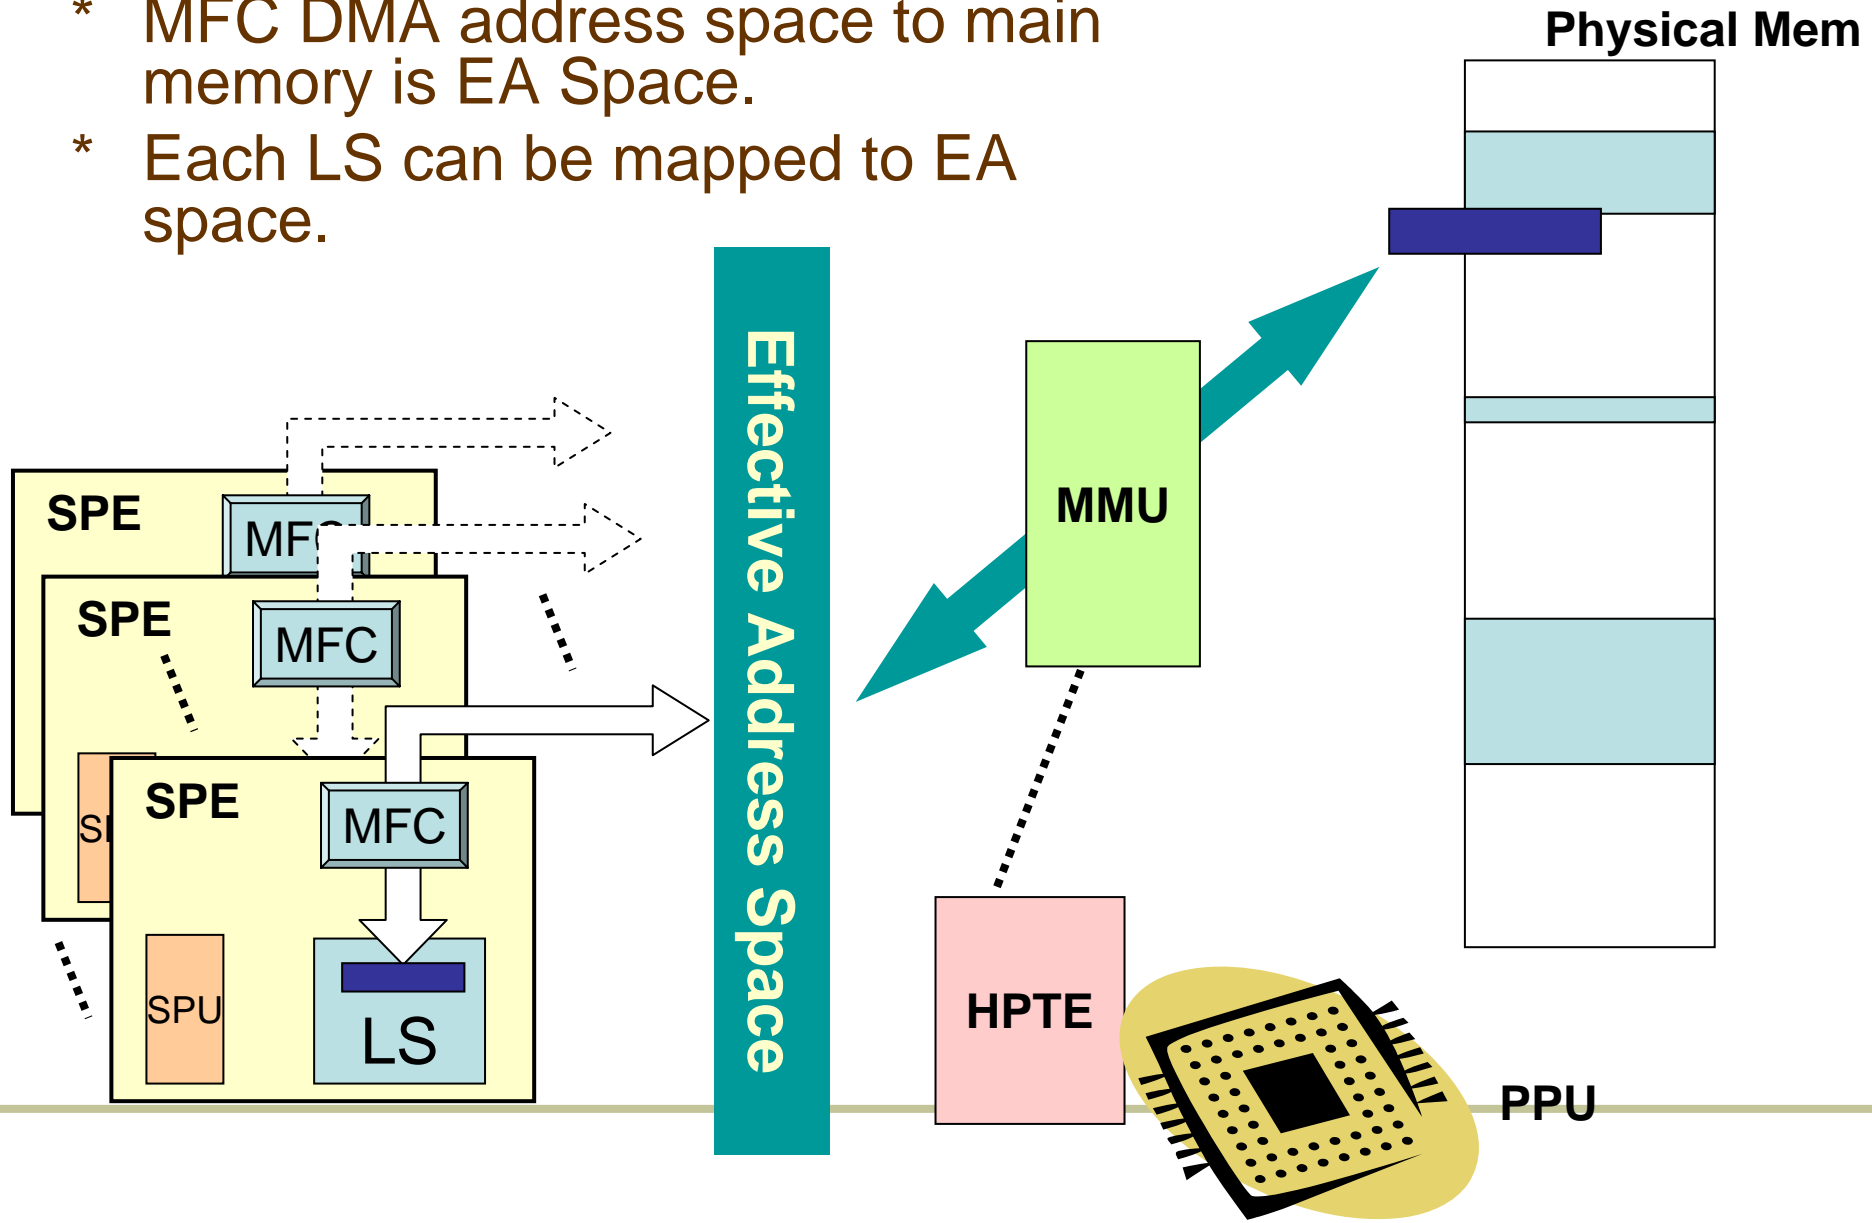 * MFC DMA address space to main
memory is EA Space.
* Each LS can be mapped to EA
space.
Physical Mem
Effective Address Space
MMU
SPE
MFC
SPE
MFC
SPE
MFC
SPU
LS
HPTE
PPU